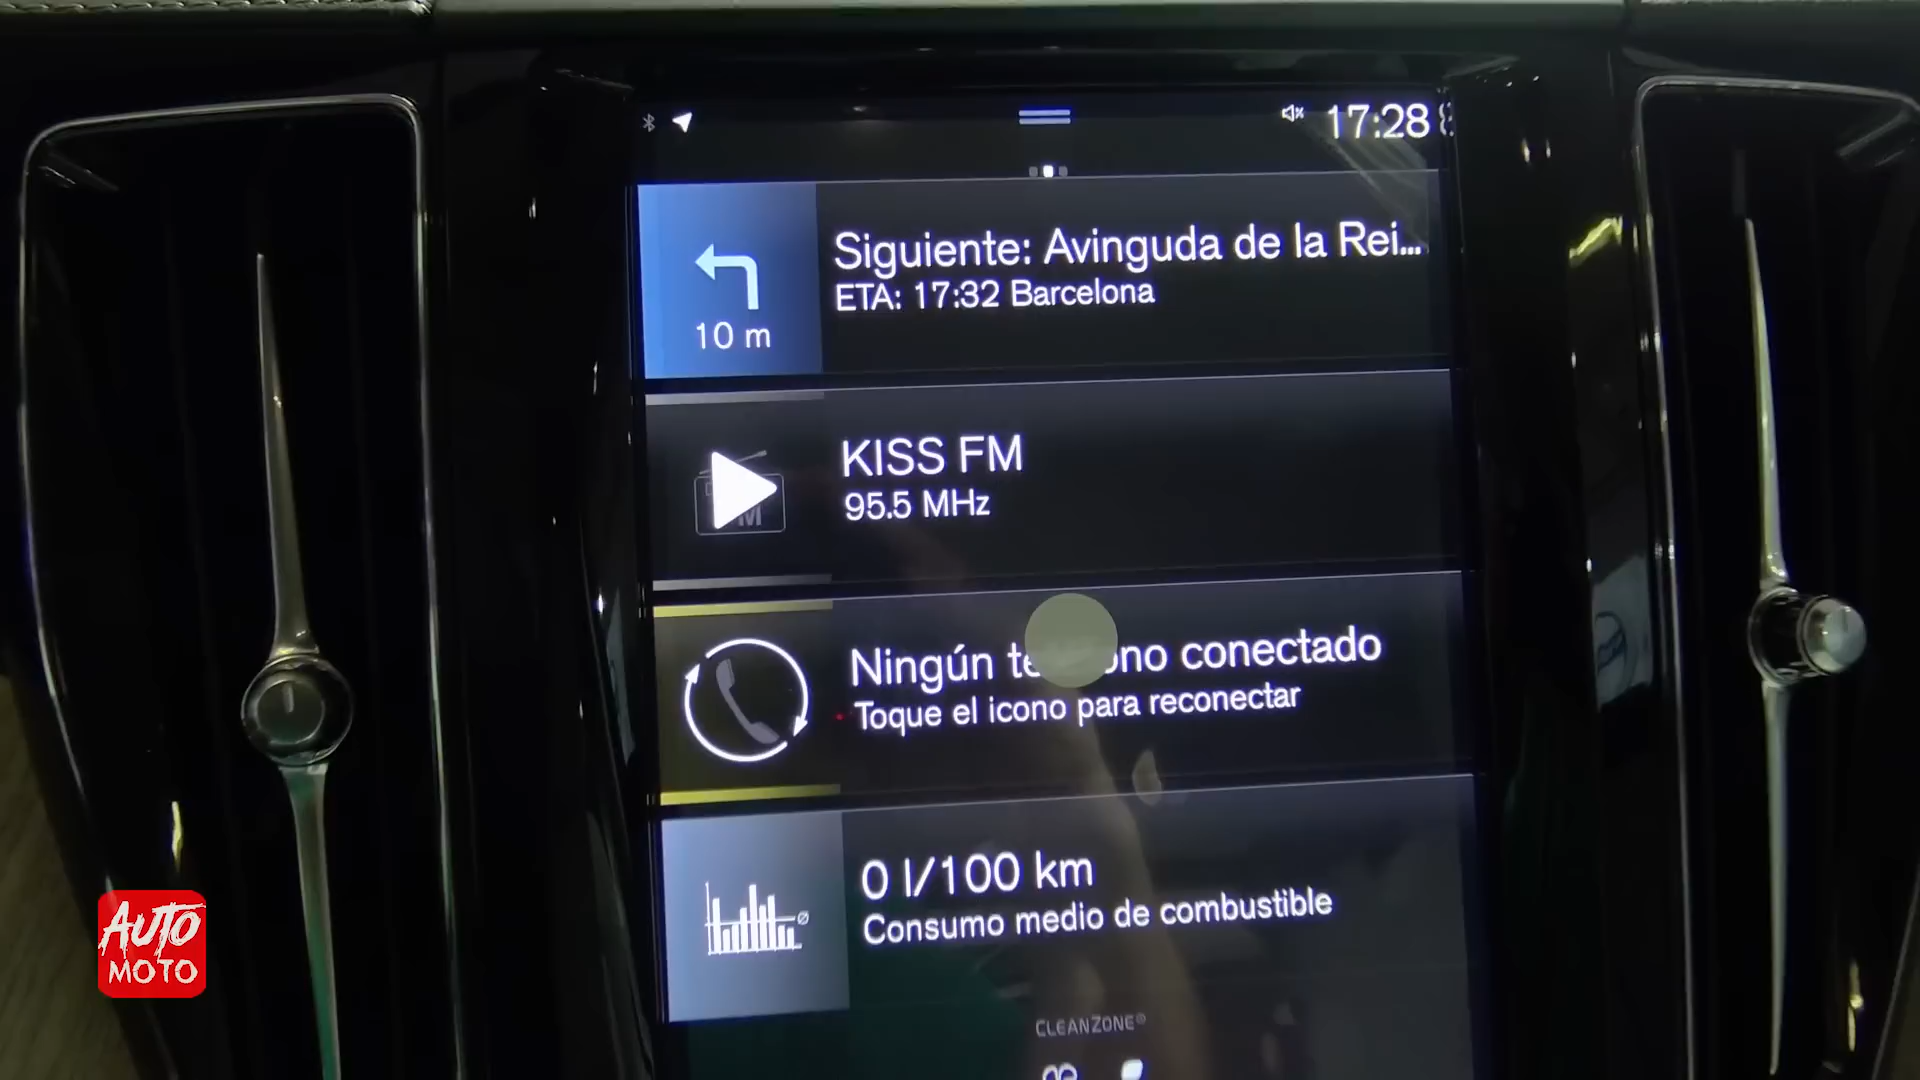 17:28
Siguiente: Avinguda de la Rei...
ETA: 17:32 Barcelona
10 m
KISS FM
95.5 MHz
Ningún conectado
Toque el icono para reconectar
0 l/100 km
Consumo medio de combustible
CLEANZONE®
AUTO
MOTO